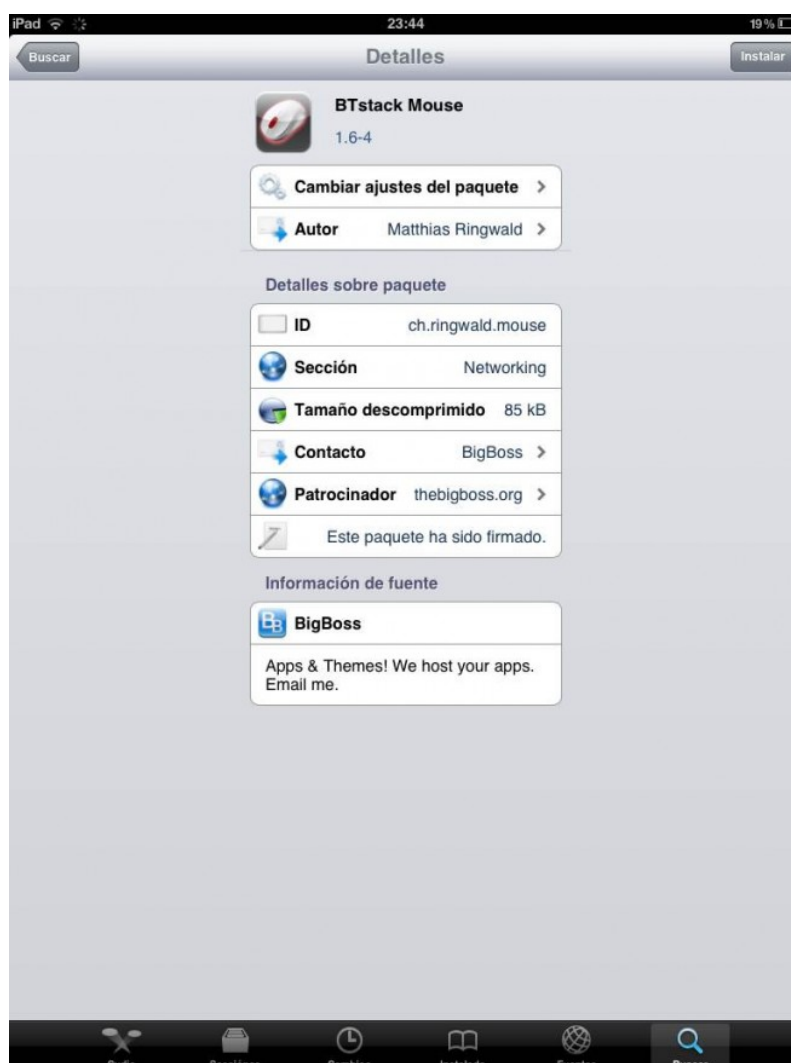 iPad 23:44 19 %
Buscar Detalles Instalar
BTstack Mouse
1.6-4
Cambiar ajustes del paquete
Autor Matthias Ringwald
Detalles sobre paquete
ID ch.ringwald.mouse
Sección Networking
Tamaño descomprimido 85 kB
Contacto BigBoss
Patrocinador thebigboss.org
Este paquete ha sido firmado.
Información de fuente
BB BigBoss
Apps & Themes! We host your apps.
Email me.